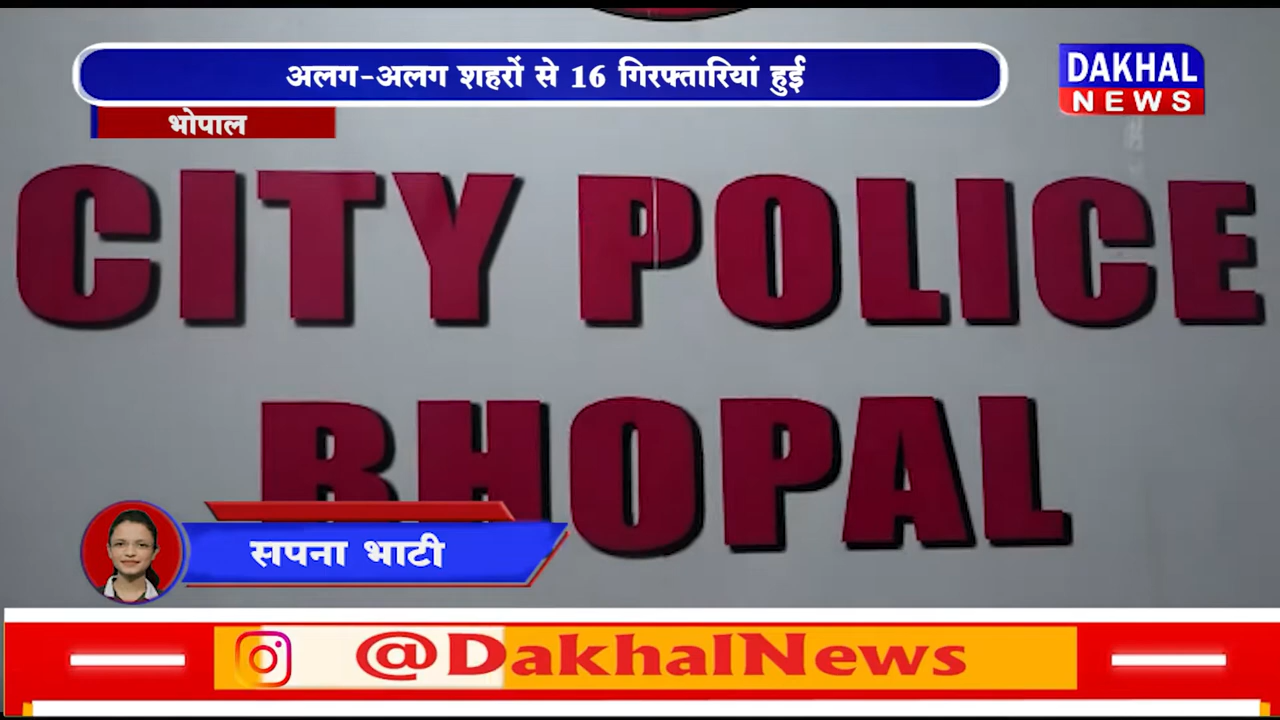 अलग-अलग शहरों से 16 गिरफ्तारियां हुई
DAKHAL
NEWS
भोपाल
CITY POLICE
BHOPAL
सपना भाटी
@DakhalNews